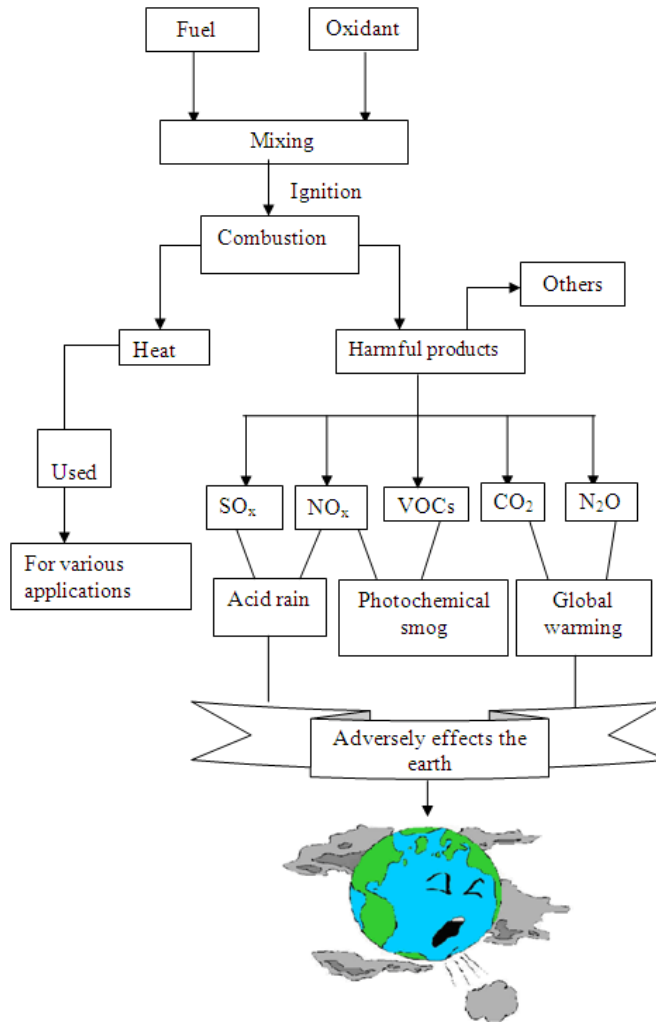 Fuel
Oxidant
Mixing
Ignition
Combustion
Others
Heat
Harmful products
Used
SOₓ
NOₓ
VOCs
CO₂
N₂O
For various
applications
Acid rain
Photochemical
smog
Global
warming
Adversely effects the
earth